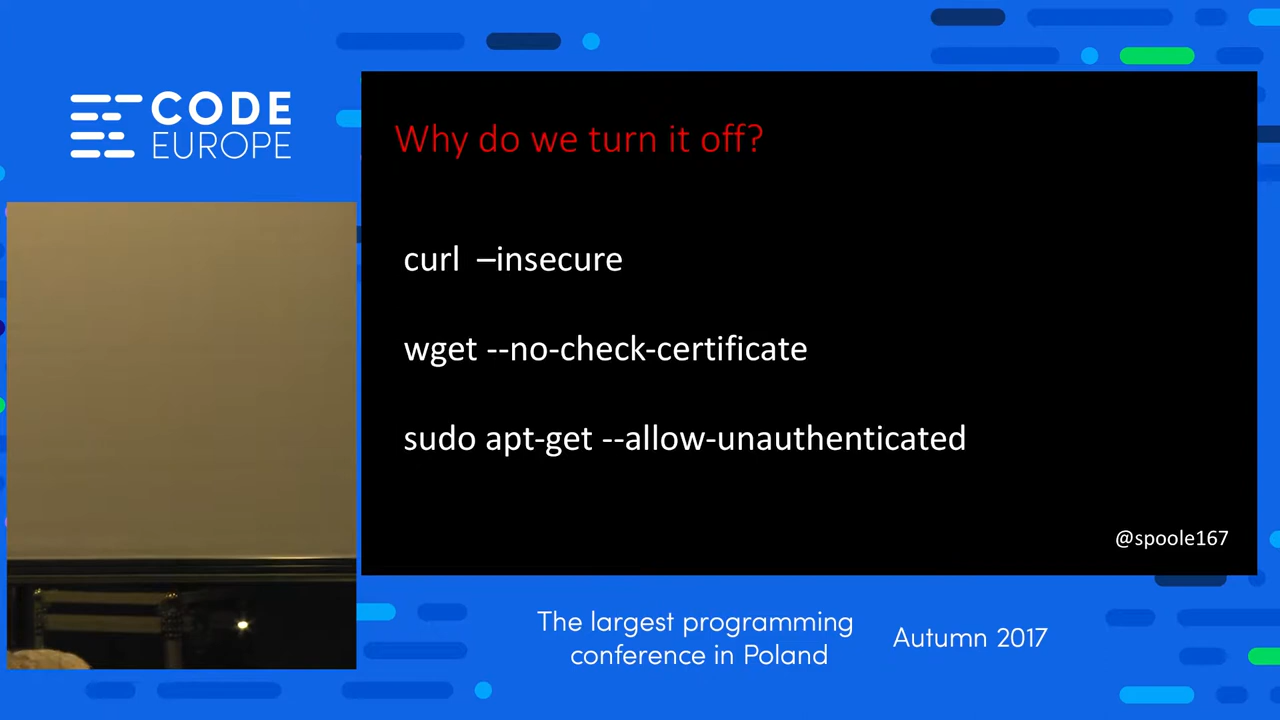 CODE
EUROPE
Why do we turn it off?
curl –insecure
wget --no-check-certificate
sudo apt-get --allow-unauthenticated
@spoole167
The largest programming
conference in Poland
Autumn 2017